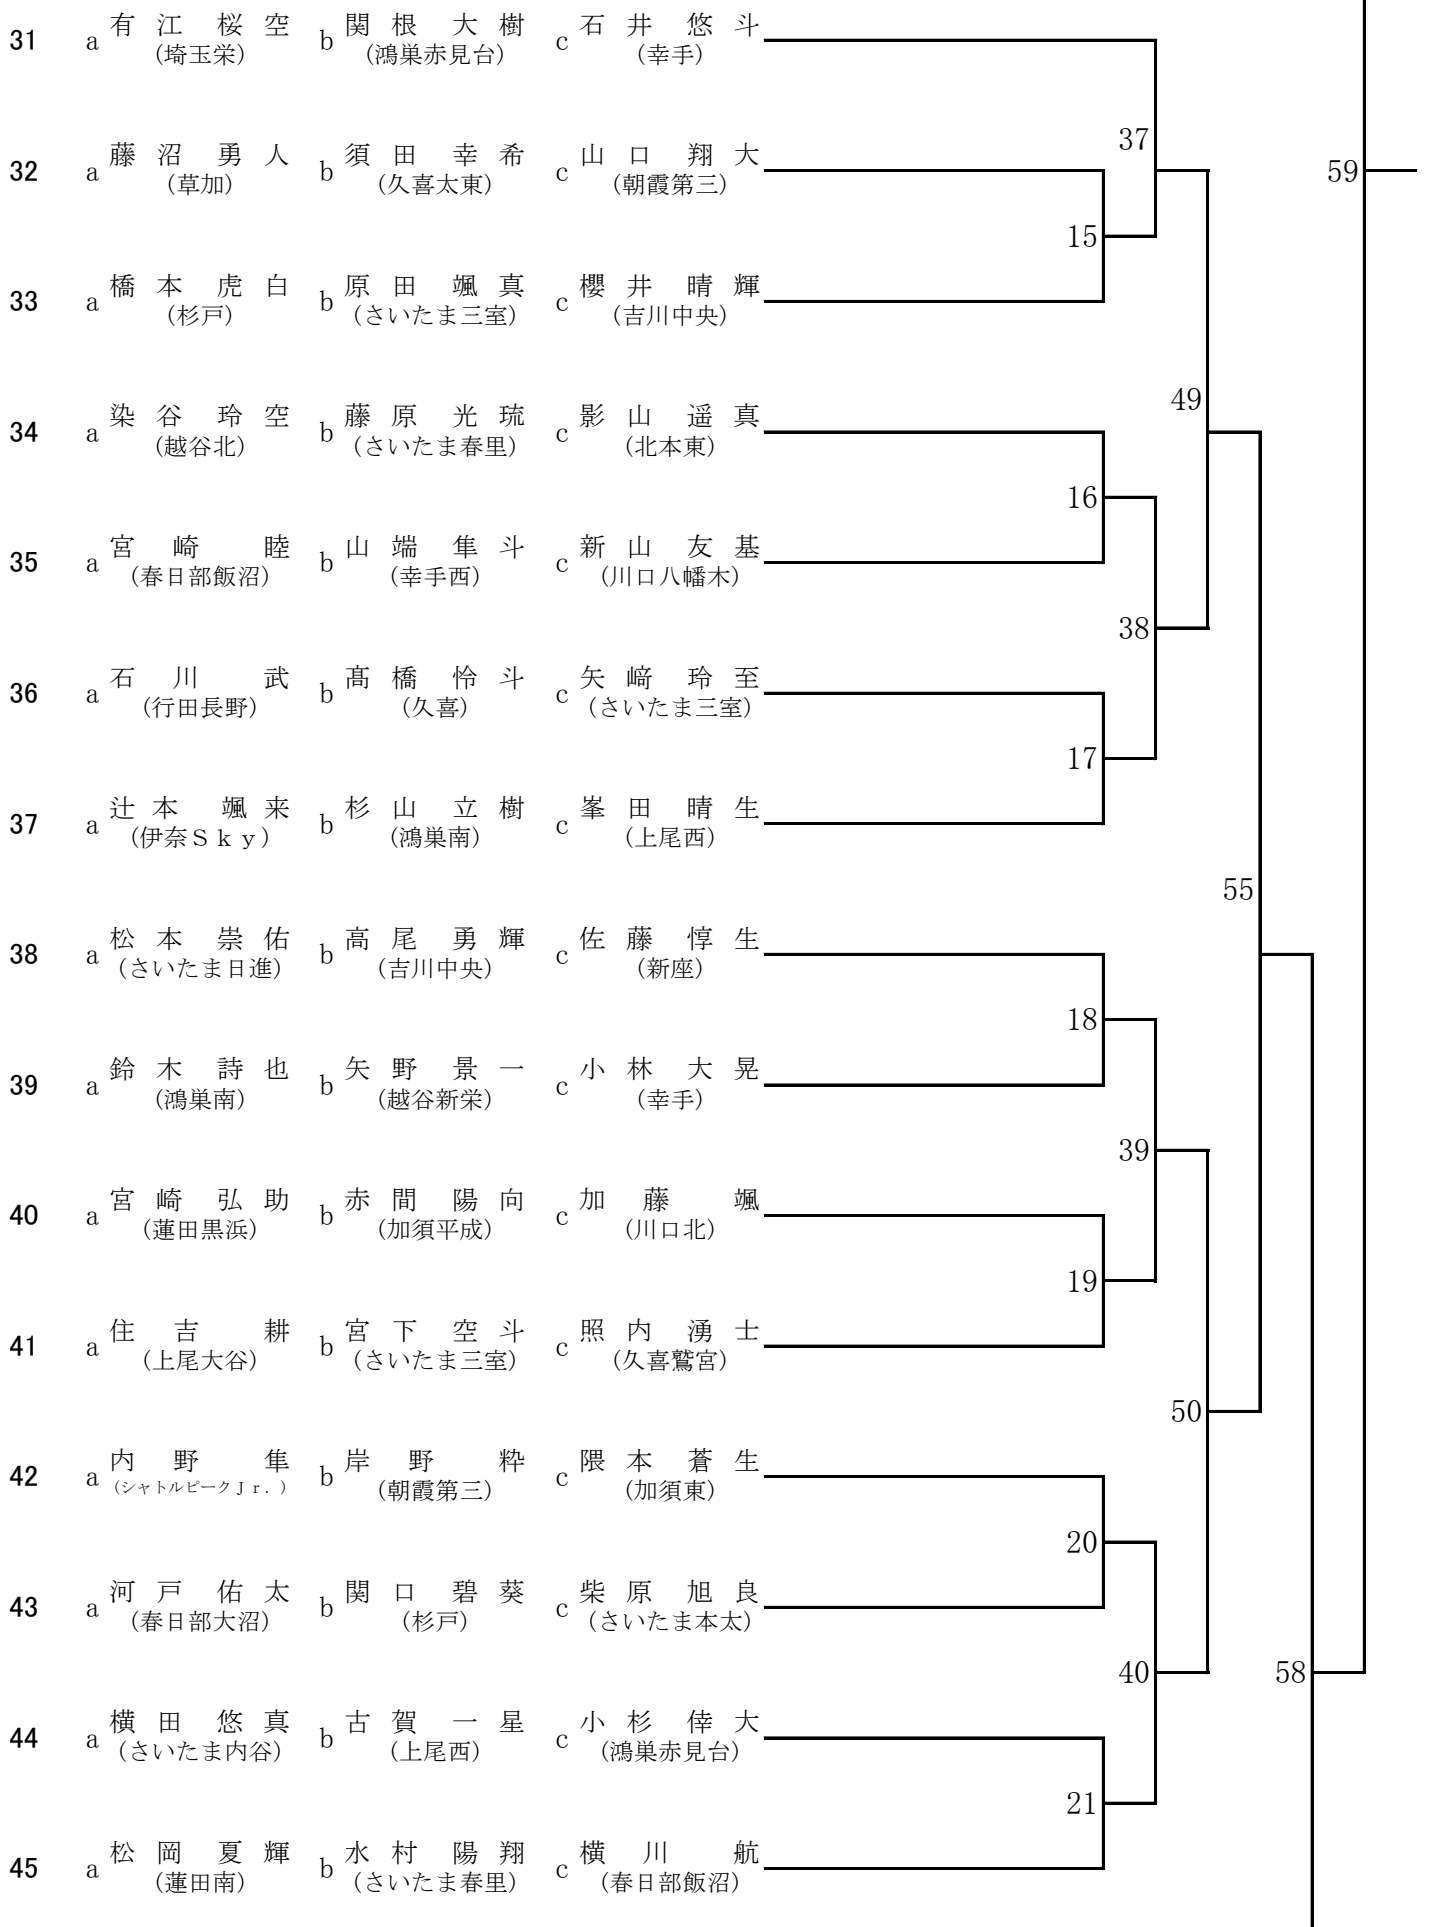 31 a 有江 桜空 b 関根 大樹 c 石井 悠斗
(埼玉栄) (鴻巣赤見台) (幸手)
37
32 a 藤沼 勇人 b 須田 幸希 c 山口 翔大
(草加) (久喜太東) (朝霞第三)
59
15
33 a 橋本 虎白 b 原田 颯真 c 櫻井 晴輝
(杉戸) (さいたま三室) (吉川中央)
49
34 a 染谷 玲空 b 藤原 光琉 c 影山 遥真
(越谷北) (さいたま春里) (北本東)
16
35 a 宮崎 睦 b 山端 隼斗 c 新山 友基
(春日部飯沼) (幸手西) (川口八幡木)
38
36 a 石川 武 b 髙橋 怜斗 c 矢﨑 玲至
(行田長野) (久喜) (さいたま三室)
17
37 a 辻本 颯来 b 杉山 立樹 c 峯田 晴生
(伊奈Ｓｋｙ) (鴻巣南) (上尾西)
55
38 a 松本 崇佑 b 高尾 勇輝 c 佐藤 惇生
(さいたま日進) (吉川中央) (新座)
18
39 a 鈴木 詩也 b 矢野 景一 c 小林 大晃
(鴻巣南) (越谷新栄) (幸手)
39
40 a 宮崎 弘助 b 赤間 陽向 c 加藤 颯
(蓮田黒浜) (加須平成) (川口北)
19
41 a 住吉 耕 b 宮下 空斗 c 照内 湧士
(上尾大谷) (さいたま三室) (久喜鷲宮)
50
42 a 内野 隼 b 岸野 粋 c 隈本 蒼生
(シャトルピークＪｒ．) (朝霞第三) (加須東)
20
43 a 河戸 佑太 b 関口 碧葵 c 柴原 旭良
(春日部大沼) (杉戸) (さいたま本太)
40
58
44 a 横田 悠真 b 古賀 一星 c 小杉 倖大
(さいたま内谷) (上尾西) (鴻巣赤見台)
21
45 a 松岡 夏輝 b 水村 陽翔 c 横川 航
(蓮田南) (さいたま春里) (春日部飯沼)